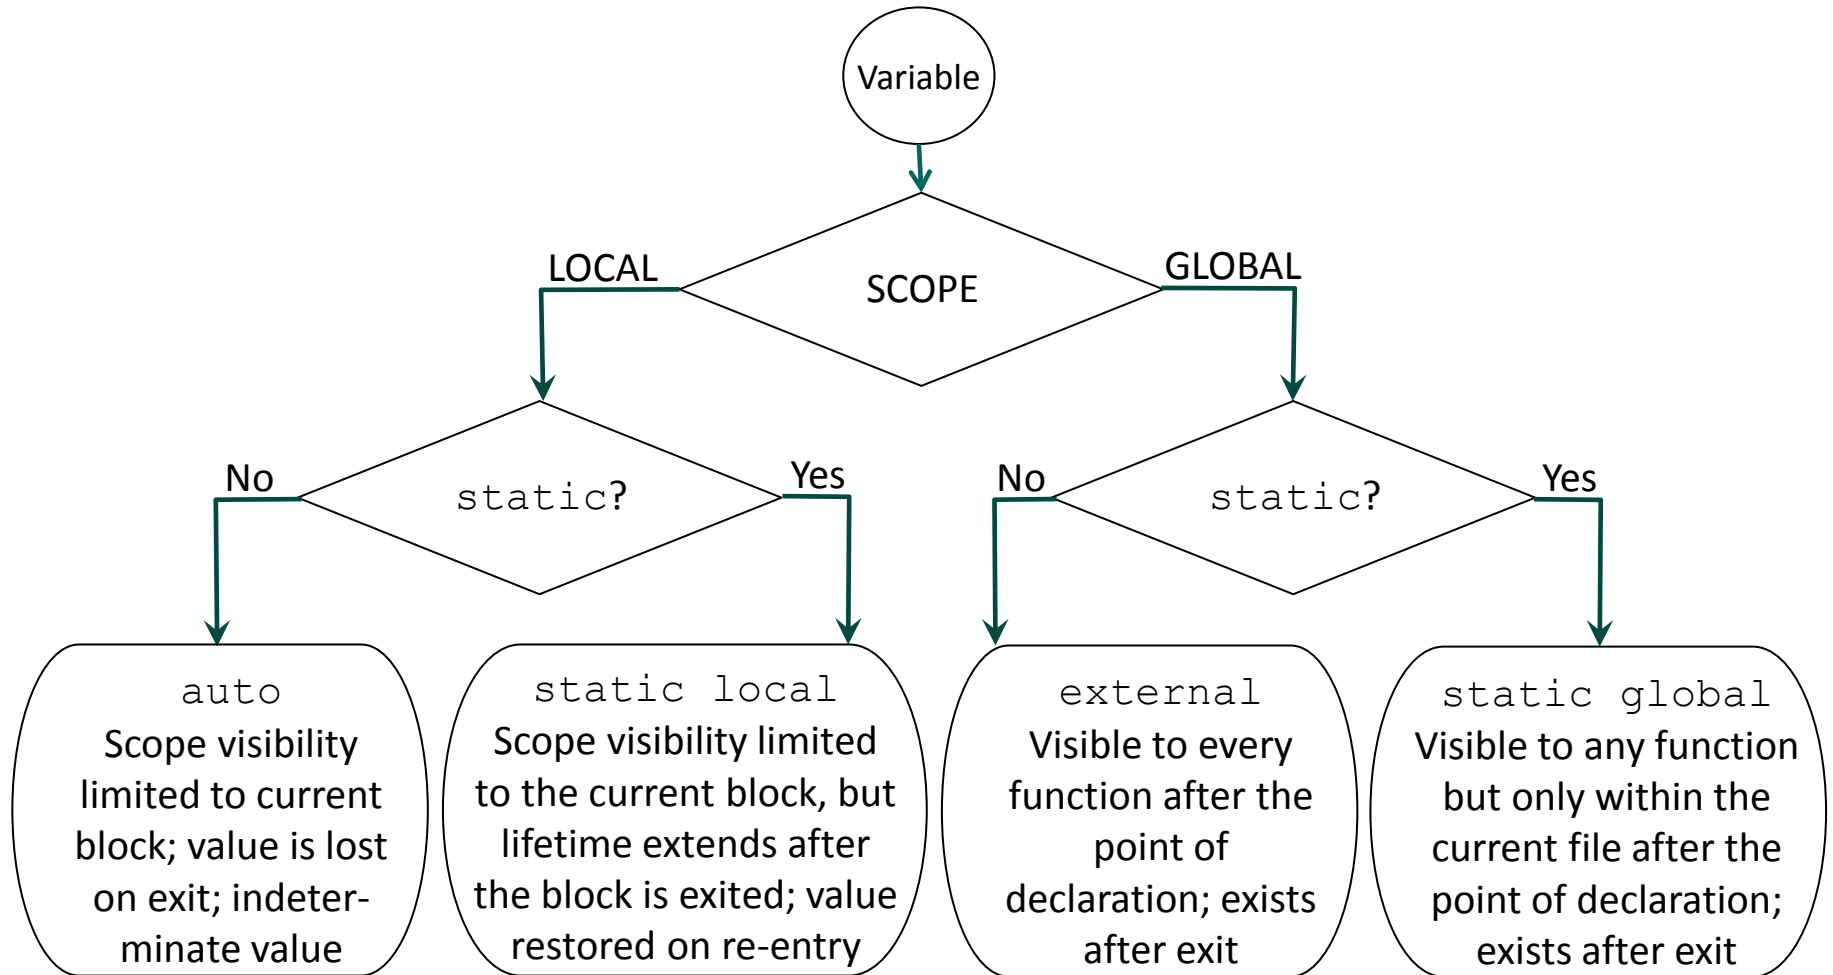 Variable
SCOPE
LOCAL
GLOBAL
static?
No
Yes
static?
No
Yes
auto
Scope visibility
limited to current
block; value is lost
on exit; indeter-
minate value
static local
Scope visibility limited
to the current block, but
lifetime extends after
the block is exited; value
restored on re-entry
external
Visible to every
function after the
point of
declaration; exists
after exit
static global
Visible to any function
but only within the
current file after the
point of declaration;
exists after exit